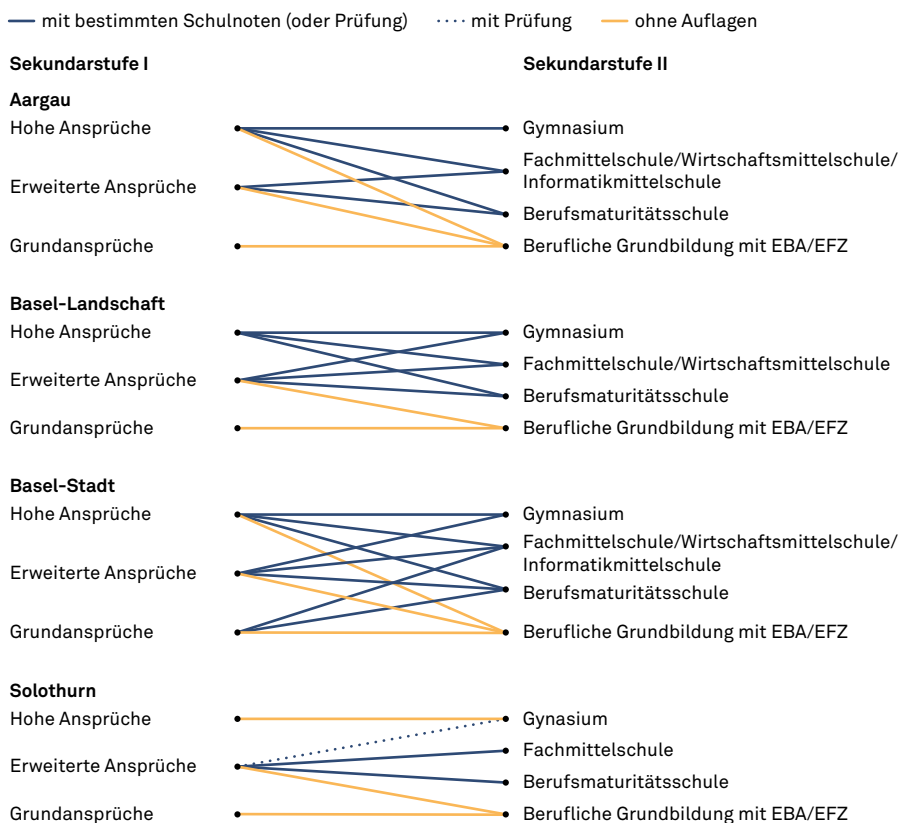 mit bestimmten Schulnoten (oder Prüfung) mit Prüfung ohne Auflagen
Sekundarstufe I Sekundarstufe II
Aargau
Hohe Ansprüche Gymnasium
Fachmittelschule/Wirtschaftsmittelschule/
Informatikmittelschule
Erweiterte Ansprüche
Berufsmaturitätsschule
Grundansprüche Berufliche Grundbildung mit EBA/EFZ
Basel-Landschaft
Hohe Ansprüche Gymnasium
Fachmittelschule/Wirtschaftsmittelschule
Erweiterte Ansprüche
Berufsmaturitätsschule
Grundansprüche Berufliche Grundbildung mit EBA/EFZ
Basel-Stadt
Hohe Ansprüche Gymnasium
Fachmittelschule/Wirtschaftsmittelschule/
Informatikmittelschule
Erweiterte Ansprüche
Berufsmaturitätsschule
Grundansprüche Berufliche Grundbildung mit EBA/EFZ
Solothurn
Hohe Ansprüche Gynasium
Fachmittelschule
Erweiterte Ansprüche
Berufsmaturitätsschule
Grundansprüche Berufliche Grundbildung mit EBA/EFZ